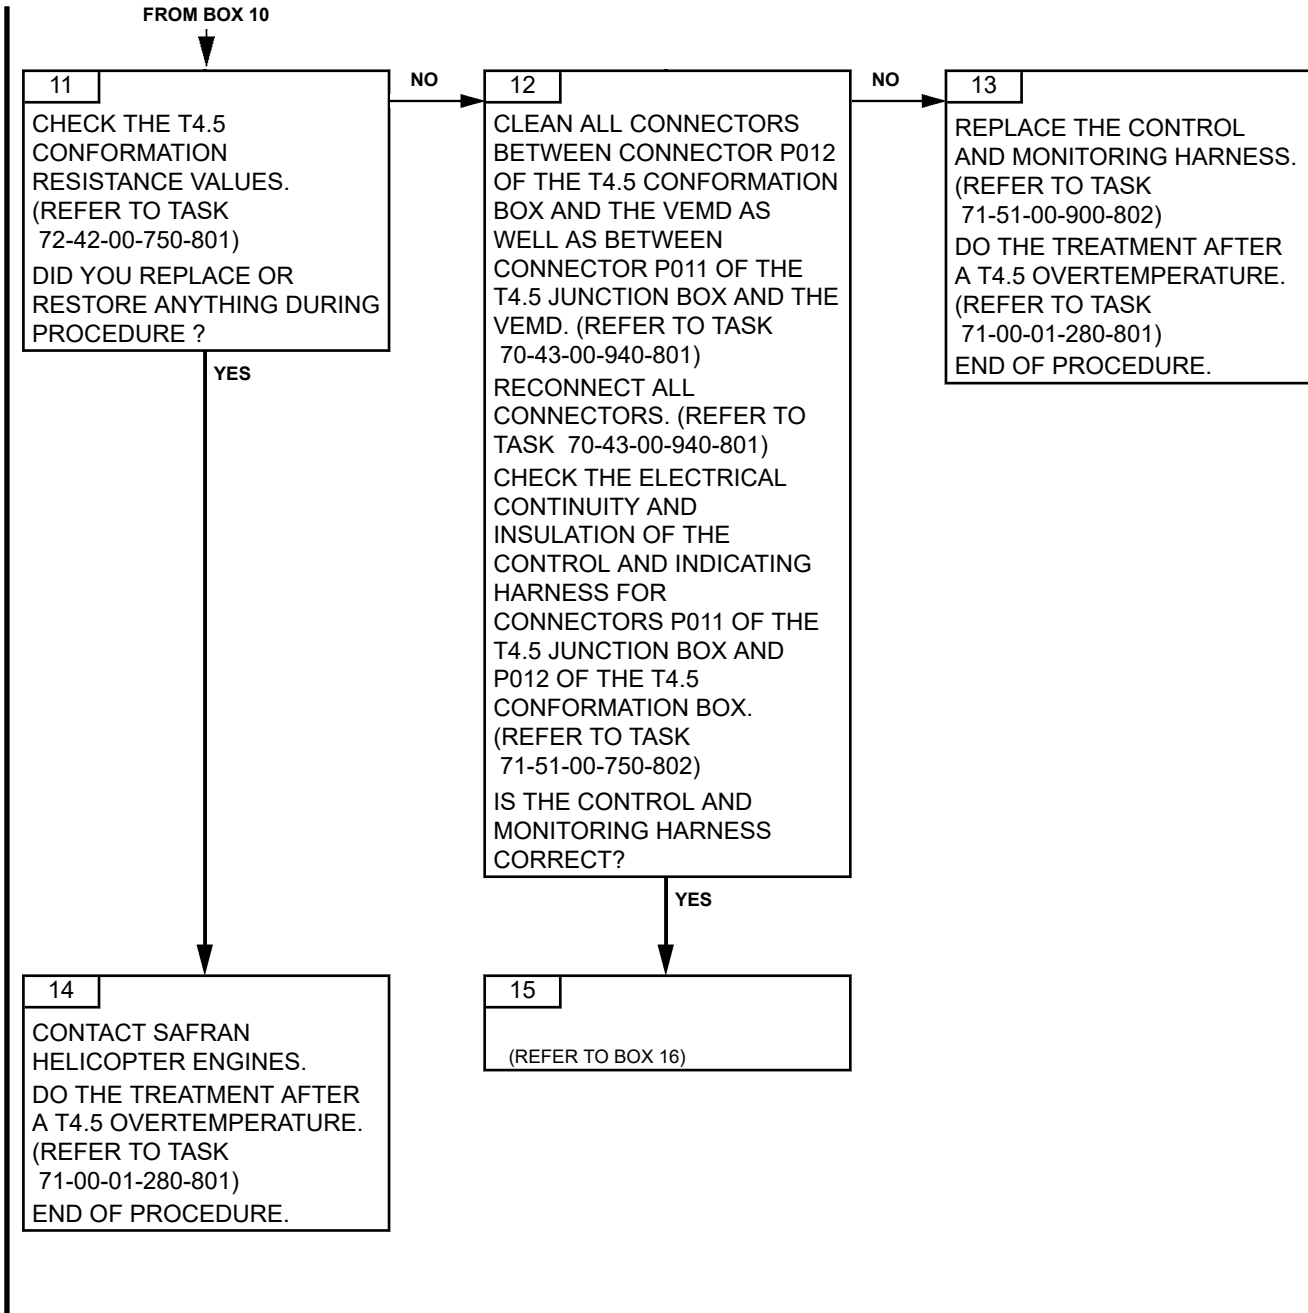 FROM BOX 10
11
CHECK THE T4.5
CONFORMATION
RESISTANCE VALUES.
(REFER TO TASK
72-42-00-750-801)
DID YOU REPLACE OR
RESTORE ANYTHING DURING
PROCEDURE ?
NO
YES
12
CLEAN ALL CONNECTORS
BETWEEN CONNECTOR P012
OF THE T4.5 CONFORMATION
BOX AND THE VEMD AS
WELL AS BETWEEN
CONNECTOR P011 OF THE
T4.5 JUNCTION BOX AND THE
VEMD. (REFER TO TASK
70-43-00-940-801)
RECONNECT ALL
CONNECTORS. (REFER TO
TASK 70-43-00-940-801)
CHECK THE ELECTRICAL
CONTINUITY AND
INSULATION OF THE
CONTROL AND INDICATING
HARNESS FOR
CONNECTORS P011 OF THE
T4.5 JUNCTION BOX AND
P012 OF THE T4.5
CONFORMATION BOX.
(REFER TO TASK
71-51-00-750-802)
IS THE CONTROL AND
MONITORING HARNESS
CORRECT?
NO
YES
13
REPLACE THE CONTROL
AND MONITORING HARNESS.
(REFER TO TASK
71-51-00-900-802)
DO THE TREATMENT AFTER
A T4.5 OVERTEMPERATURE.
(REFER TO TASK
71-00-01-280-801)
END OF PROCEDURE.
14
CONTACT SAFRAN
HELICOPTER ENGINES.
DO THE TREATMENT AFTER
A T4.5 OVERTEMPERATURE.
(REFER TO TASK
71-00-01-280-801)
END OF PROCEDURE.
15
(REFER TO BOX 16)